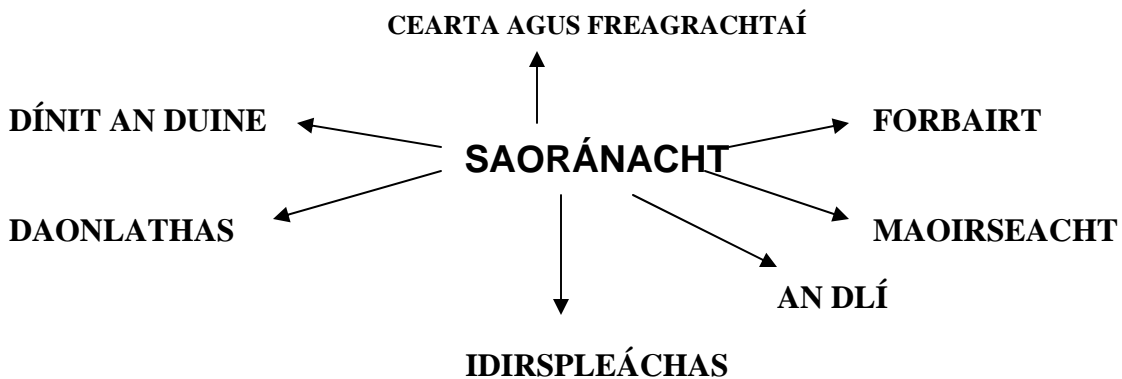 CEARTA AGUS FREAGRACHTAÍ
DÍNIT AN DUINE
FORBAIRT
SAORÁNACHT
DAONLATHAS
MAOIRSEACHT
AN DLÍ
IDIRSPLEÁCHAS